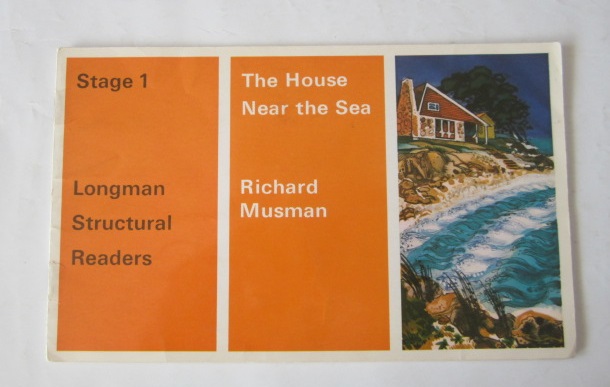 Stage 1
Longman
Structural
Readers
The House
Near the Sea
Richard
Musman